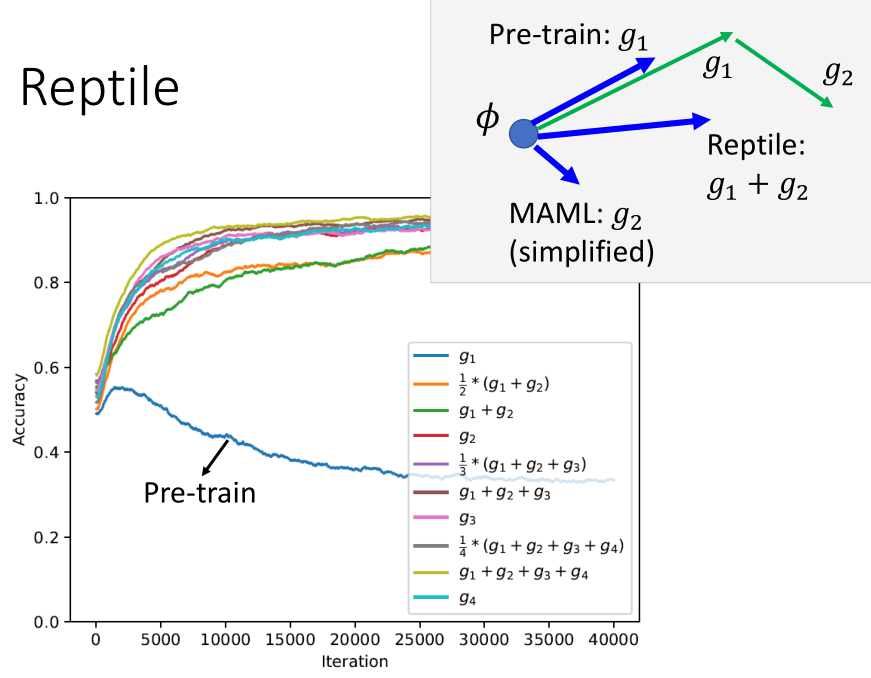 Reptile
Pre-train: g₁
g₁
g₂
ϕ
Reptile:
g₁ + g₂
MAML: g₂
(simplified)
1.0
0.8
0.6
0.4
0.2
0.0
Accuracy
Pre-train
g₁
½ * (g₁ + g₂)
g₁ + g₂
g₂
⅓ * (g₁ + g₂ + g₃)
g₁ + g₂ + g₃
g₃
¼ * (g₁ + g₂ + g₃ + g₄)
g₁ + g₂ + g₃ + g₄
g₄
0 5000 10000 15000 20000 25000 30000 35000 40000
Iteration